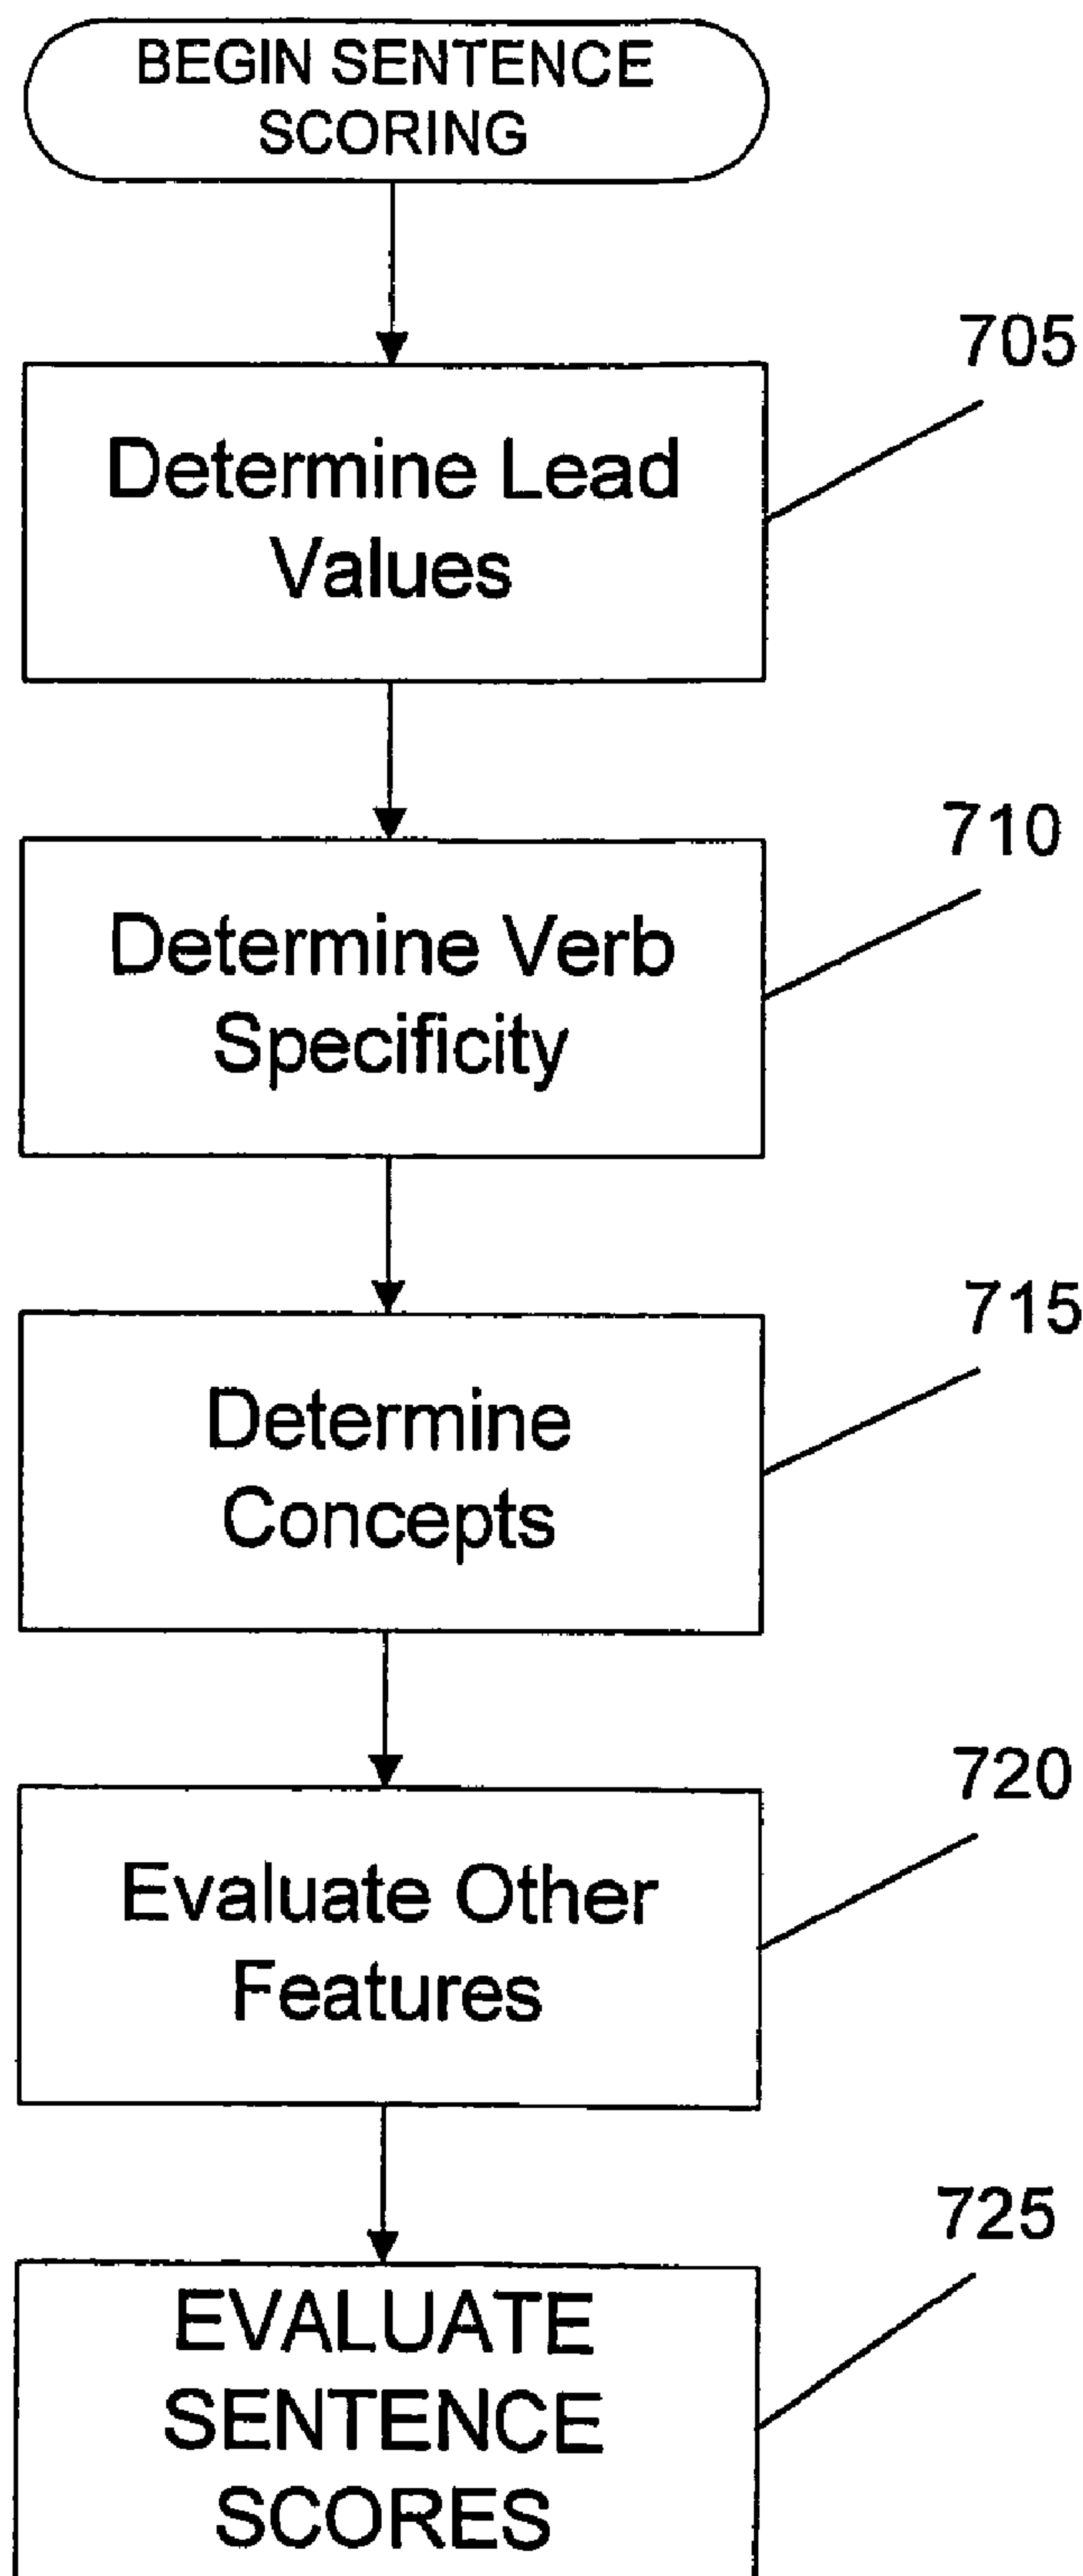 BEGIN SENTENCE
SCORING
705
Determine Lead
Values
710
Determine Verb
Specificity
715
Determine
Concepts
720
Evaluate Other
Features
725
EVALUATE
SENTENCE
SCORES